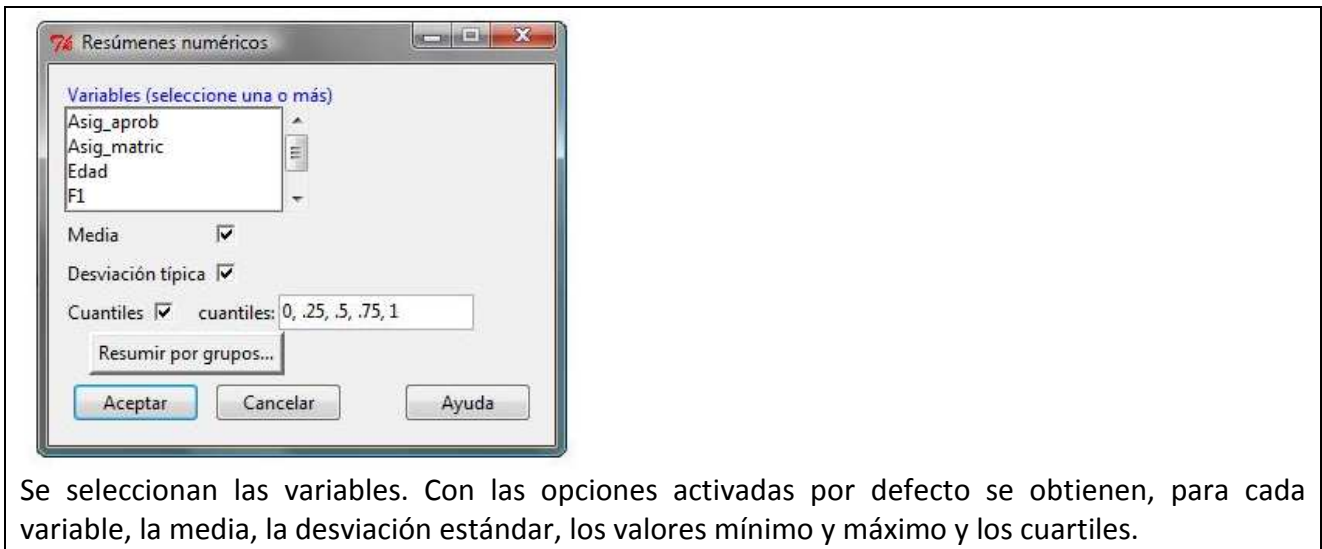 Resúmenes numéricos
Variables (seleccione una o más)
Asig_aprob
Asig_matric
Edad
F1
Media
Desviación típica
Cuantiles cuantiles: 0, .25, .5, .75, 1
Resumir por grupos...
Aceptar Cancelar Ayuda
Se seleccionan las variables. Con las opciones activadas por defecto se obtienen, para cada
variable, la media, la desviación estándar, los valores mínimo y máximo y los cuartiles.